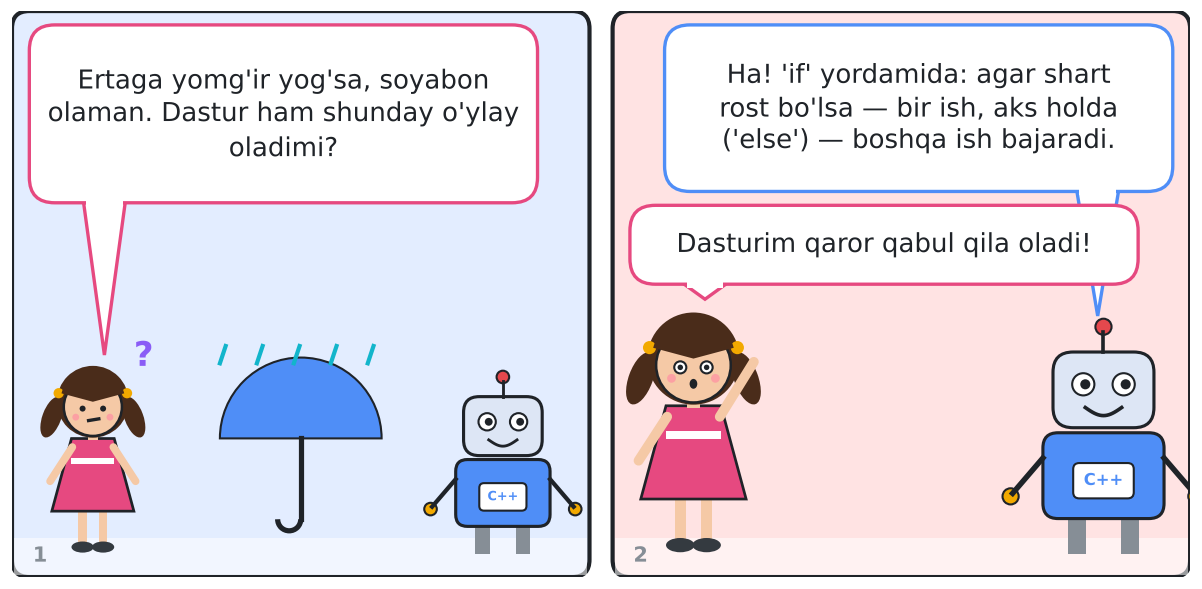 Ertaga yomg'ir yog'sa, soyabon
olaman. Dastur ham shunday o'ylay
oladimi?
?
C++
1
Ha! 'if' yordamida: agar shart
rost bo'lsa — bir ish, aks holda
('else') — boshqa ish bajaradi.
Dasturim qaror qabul qila oladi!
C++
2